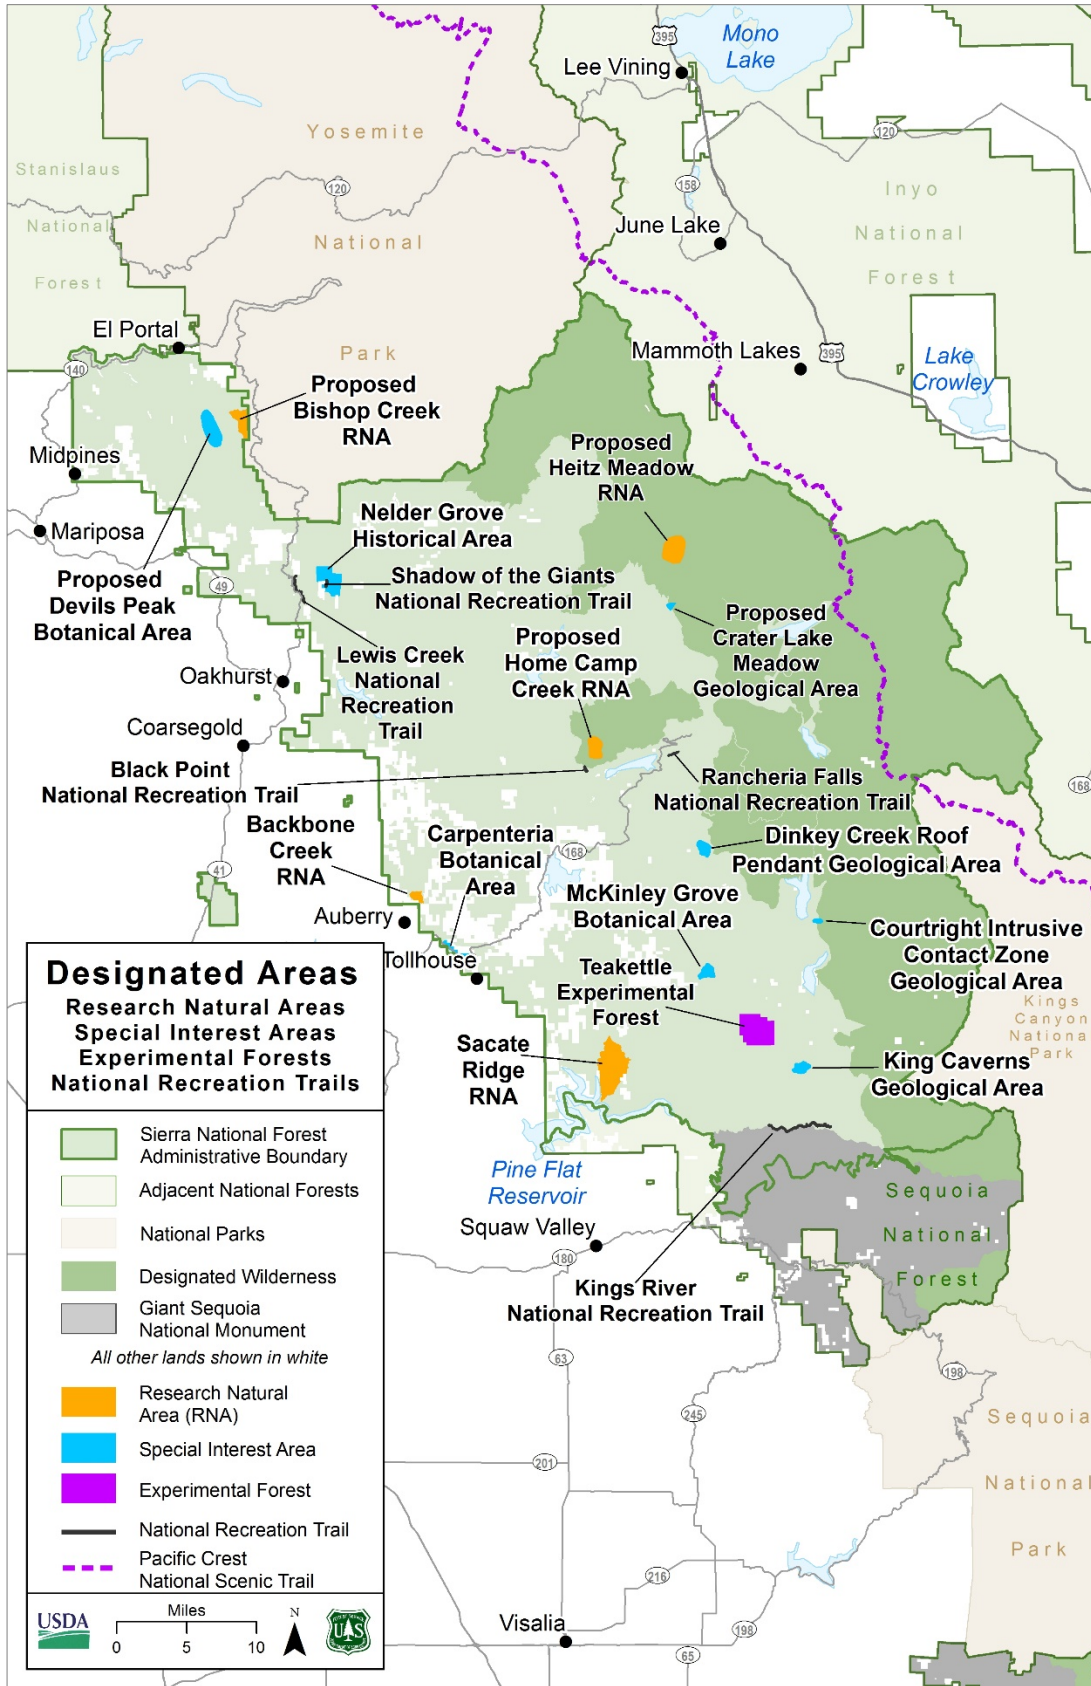 395
Mono
Lake
Lee Vining
Yosemite
120
Stanislaus
120
158
Inyo
National
National
June Lake
National
Forest
Forest
El Portal
140
Park
Mammoth Lakes
395
Lake
Crowley
Proposed
Bishop Creek
RNA
Proposed
Heitz Meadow
RNA
Midpines
Mariposa
Nelder Grove
Historical Area
Shadow of the Giants
National Recreation Trail
Proposed
Devils Peak
Botanical Area
49
Proposed
Crater Lake
Meadow
Geological Area
Proposed
Home Camp
Creek RNA
Lewis Creek
National
Recreation
Trail
Oakhurst
Coarsegold
Black Point
National Recreation Trail
Rancheria Falls
National Recreation Trail
168
Backbone
Creek
RNA
Carpenteria
Botanical
Area
168
Dinkey Creek Roof
Pendant Geological Area
41
McKinley Grove
Botanical Area
Auberry
Courtright Intrusive
Contact Zone
Geological Area
Tollhouse
Teakettle
Experimental
Forest
Kings
Canyon
National
Park
Sacate
Ridge
RNA
King Caverns
Geological Area
Pine Flat
Reservoir
Sequoia
National
Forest
Squaw Valley
180
Kings River
National Recreation Trail
63
198
245
Sequoia
201
National
Park
216
Visalia
198
65
Designated Areas
Research Natural Areas
Special Interest Areas
Experimental Forests
National Recreation Trails
Sierra National Forest
Administrative Boundary
Adjacent National Forests
National Parks
Designated Wilderness
Giant Sequoia
National Monument
All other lands shown in white
Research Natural
Area (RNA)
Special Interest Area
Experimental Forest
National Recreation Trail
Pacific Crest
National Scenic Trail
USDA
Miles
0 5 10
N
U S